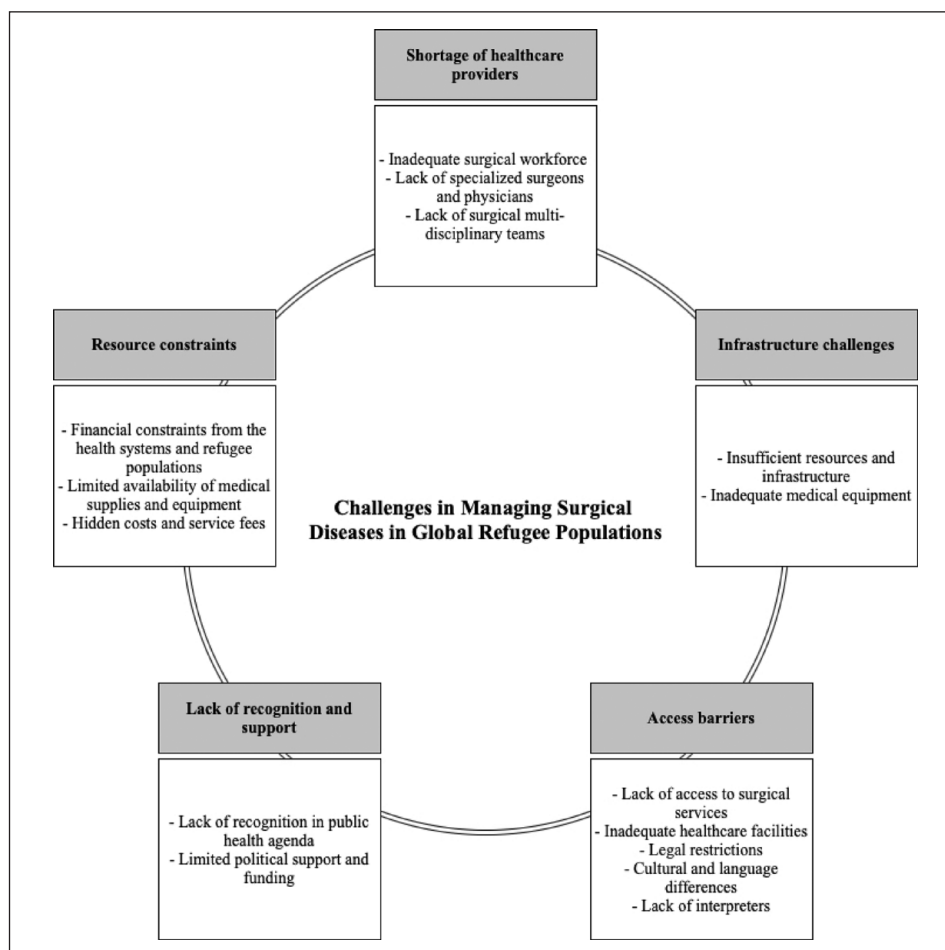 Shortage of healthcare
providers
- Inadequate surgical workforce
- Lack of specialized surgeons
and physicians
- Lack of surgical multi-
disciplinary teams
Resource constraints
- Financial constraints from the
health systems and refugee
populations
- Limited availability of medical
supplies and equipment
- Hidden costs and service fees
Infrastructure challenges
- Insufficient resources and
infrastructure
- Inadequate medical equipment
Challenges in Managing Surgical
Diseases in Global Refugee Populations
Lack of recognition and
support
- Lack of recognition in public
health agenda
- Limited political support and
funding
Access barriers
- Lack of access to surgical
services
- Inadequate healthcare facilities
- Legal restrictions
- Cultural and language
differences
- Lack of interpreters